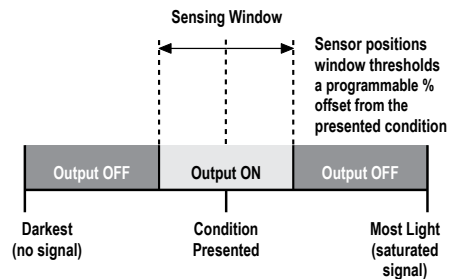 Sensing Window
Sensor positions
window thresholds
a programmable %
offset from the
presented condition
Output OFF
Output ON
Output OFF
Darkest
(no signal)
Condition
Presented
Most Light
(saturated
signal)